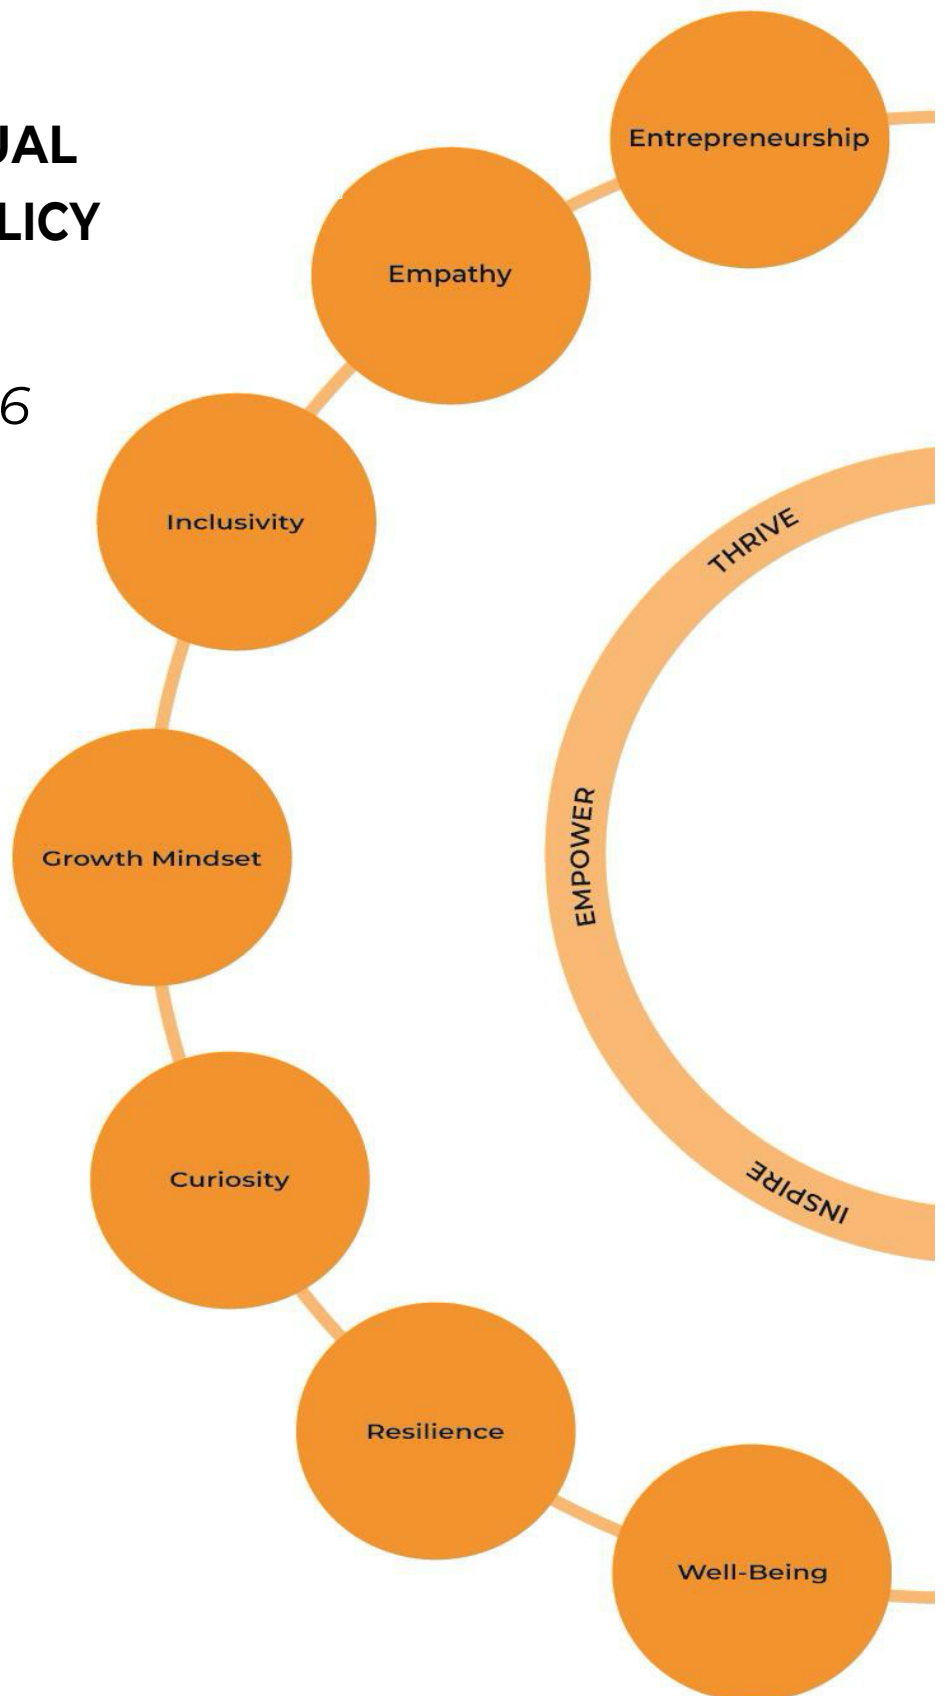 UAL
LICY
6
Entrepreneurship
Empathy
Inclusivity
Growth Mindset
Curiosity
Resilience
Well-Being
THRIVE
EMPOWER
INSPIRE